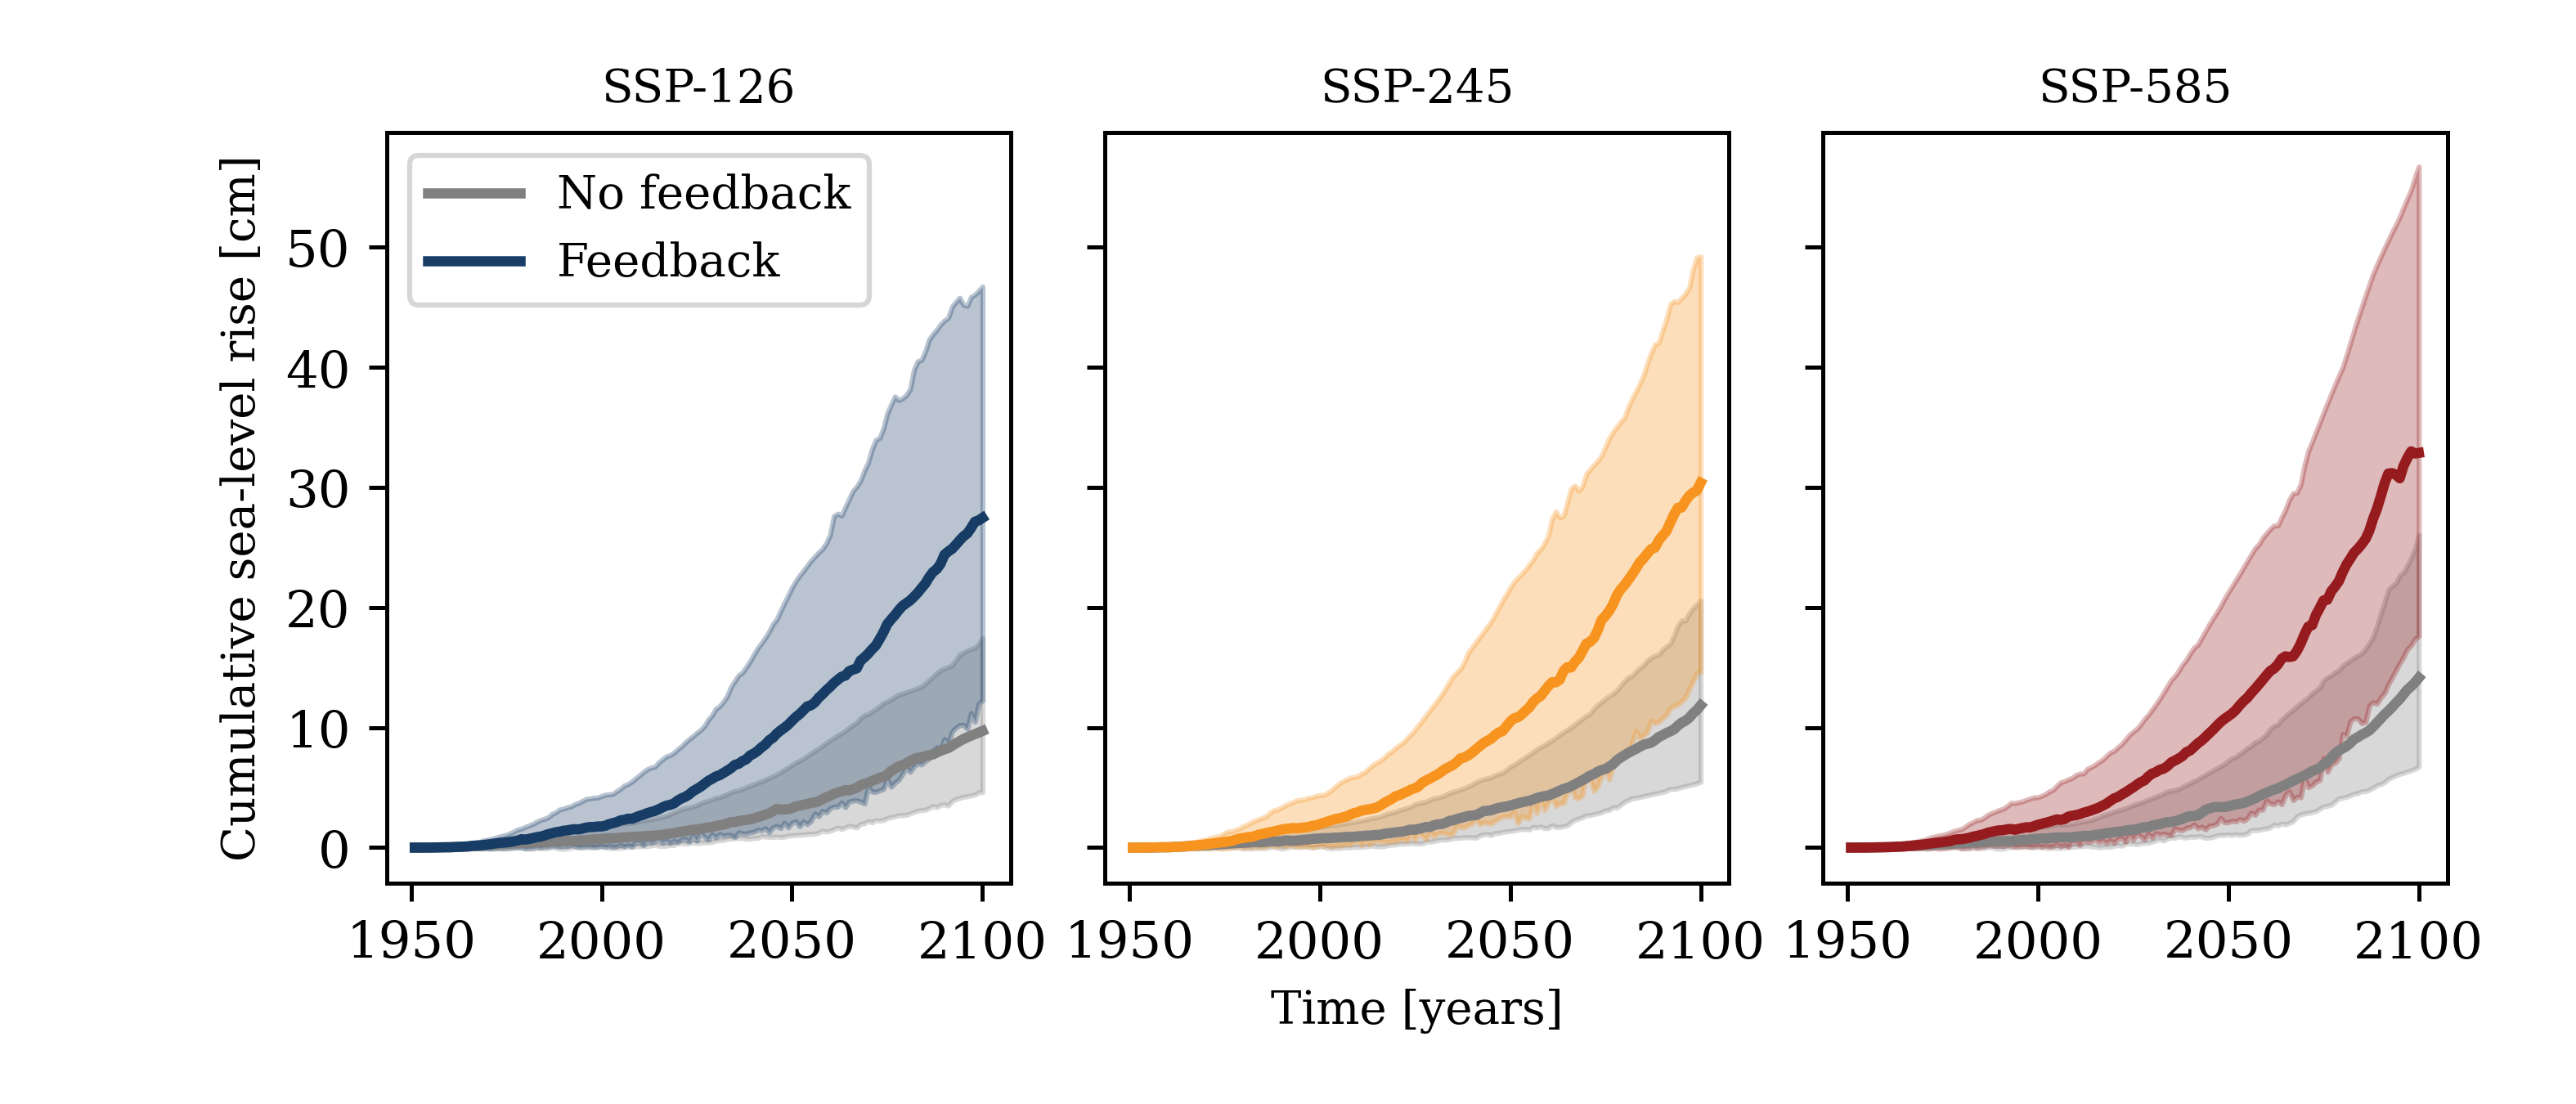 SSP-126
SSP-245
SSP-585
Cumulative sea-level rise [cm]
No feedback
Feedback
50
40
30
20
10
0
1950 2000 2050 2100
1950 2000 2050 2100
1950 2000 2050 2100
Time [years]